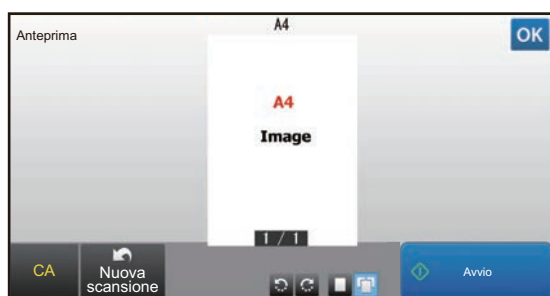 Anteprima
A4
OK
A4
Image
1 / 1
CA
Nuova
scansione
Avvio